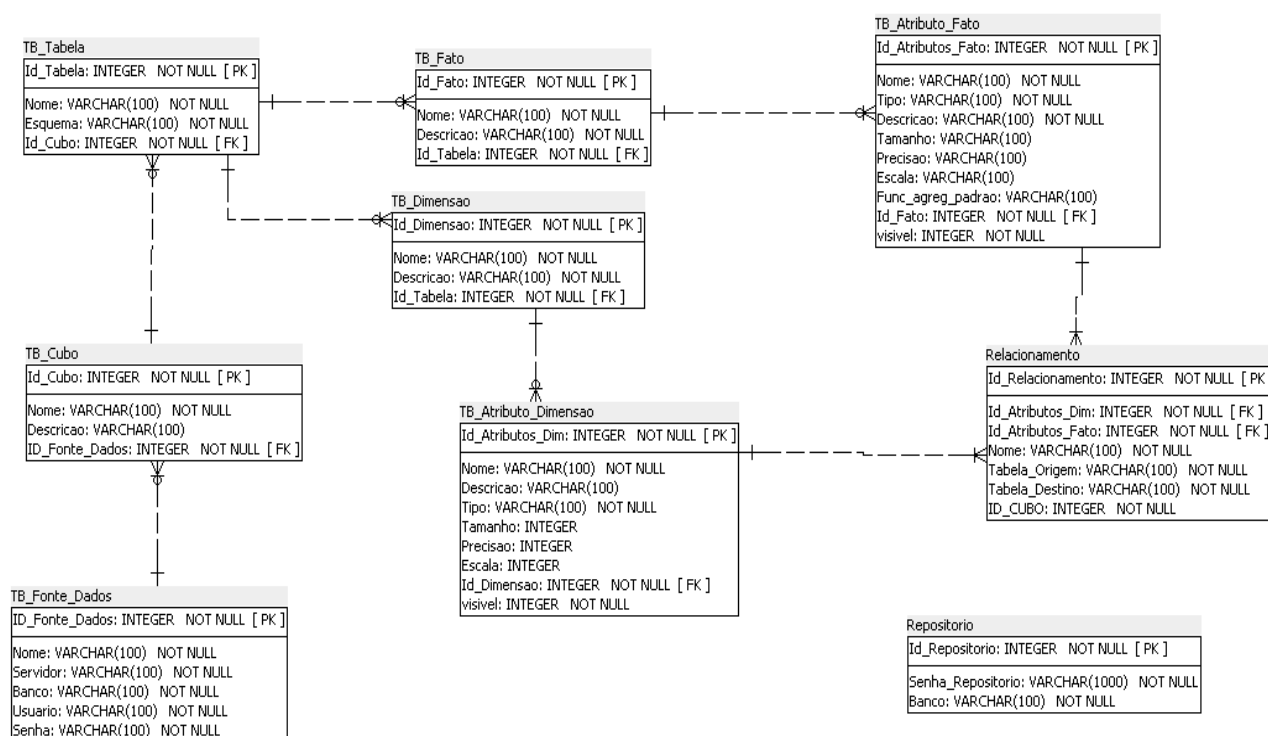 TB_Tabela
Id_Tabela: INTEGER NOT NULL [ PK ]
Nome: VARCHAR(100) NOT NULL
Esquema: VARCHAR(100) NOT NULL
Id_Cubo: INTEGER NOT NULL [ FK ]
TB_Fato
Id_Fato: INTEGER NOT NULL [ PK ]
Nome: VARCHAR(100) NOT NULL
Descricao: VARCHAR(100) NOT NULL
Id_Tabela: INTEGER NOT NULL [ FK ]
TB_Atributo_Fato
Id_Atributos_Fato: INTEGER NOT NULL [ PK ]
Nome: VARCHAR(100) NOT NULL
Tipo: VARCHAR(100) NOT NULL
Descricao: VARCHAR(100) NOT NULL
Tamanho: VARCHAR(100)
Precisao: VARCHAR(100)
Escala: VARCHAR(100)
Func_agreg_padrao: VARCHAR(100)
Id_Fato: INTEGER NOT NULL [ FK ]
visivel: INTEGER NOT NULL
TB_Dimensao
Id_Dimensao: INTEGER NOT NULL [ PK ]
Nome: VARCHAR(100) NOT NULL
Descricao: VARCHAR(100) NOT NULL
Id_Tabela: INTEGER NOT NULL [ FK ]
TB_Cubo
Id_Cubo: INTEGER NOT NULL [ PK ]
Nome: VARCHAR(100) NOT NULL
Descricao: VARCHAR(100)
ID_Fonte_Dados: INTEGER NOT NULL [ FK ]
TB_Atributo_Dimensao
Id_Atributos_Dim: INTEGER NOT NULL [ PK ]
Nome: VARCHAR(100) NOT NULL
Descricao: VARCHAR(100)
Tipo: VARCHAR(100) NOT NULL
Tamanho: INTEGER
Precisao: INTEGER
Escala: INTEGER
Id_Dimensao: INTEGER NOT NULL [ FK ]
visivel: INTEGER NOT NULL
Relacionamento
Id_Relacionamento: INTEGER NOT NULL [ PK
Id_Atributos_Dim: INTEGER NOT NULL [ FK ]
Id_Atributos_Fato: INTEGER NOT NULL [ FK ]
Nome: VARCHAR(100) NOT NULL
Tabela_Origem: VARCHAR(100) NOT NULL
Tabela_Destino: VARCHAR(100) NOT NULL
ID_CUBO: INTEGER NOT NULL
TB_Fonte_Dados
ID_Fonte_Dados: INTEGER NOT NULL [ PK ]
Nome: VARCHAR(100) NOT NULL
Servidor: VARCHAR(100) NOT NULL
Banco: VARCHAR(100) NOT NULL
Usuario: VARCHAR(100) NOT NULL
Senha: VARCHAR(100) NOT NULL
Repositorio
Id_Repositorio: INTEGER NOT NULL [ PK ]
Senha_Repositorio: VARCHAR(1000) NOT NULL
Banco: VARCHAR(100) NOT NULL